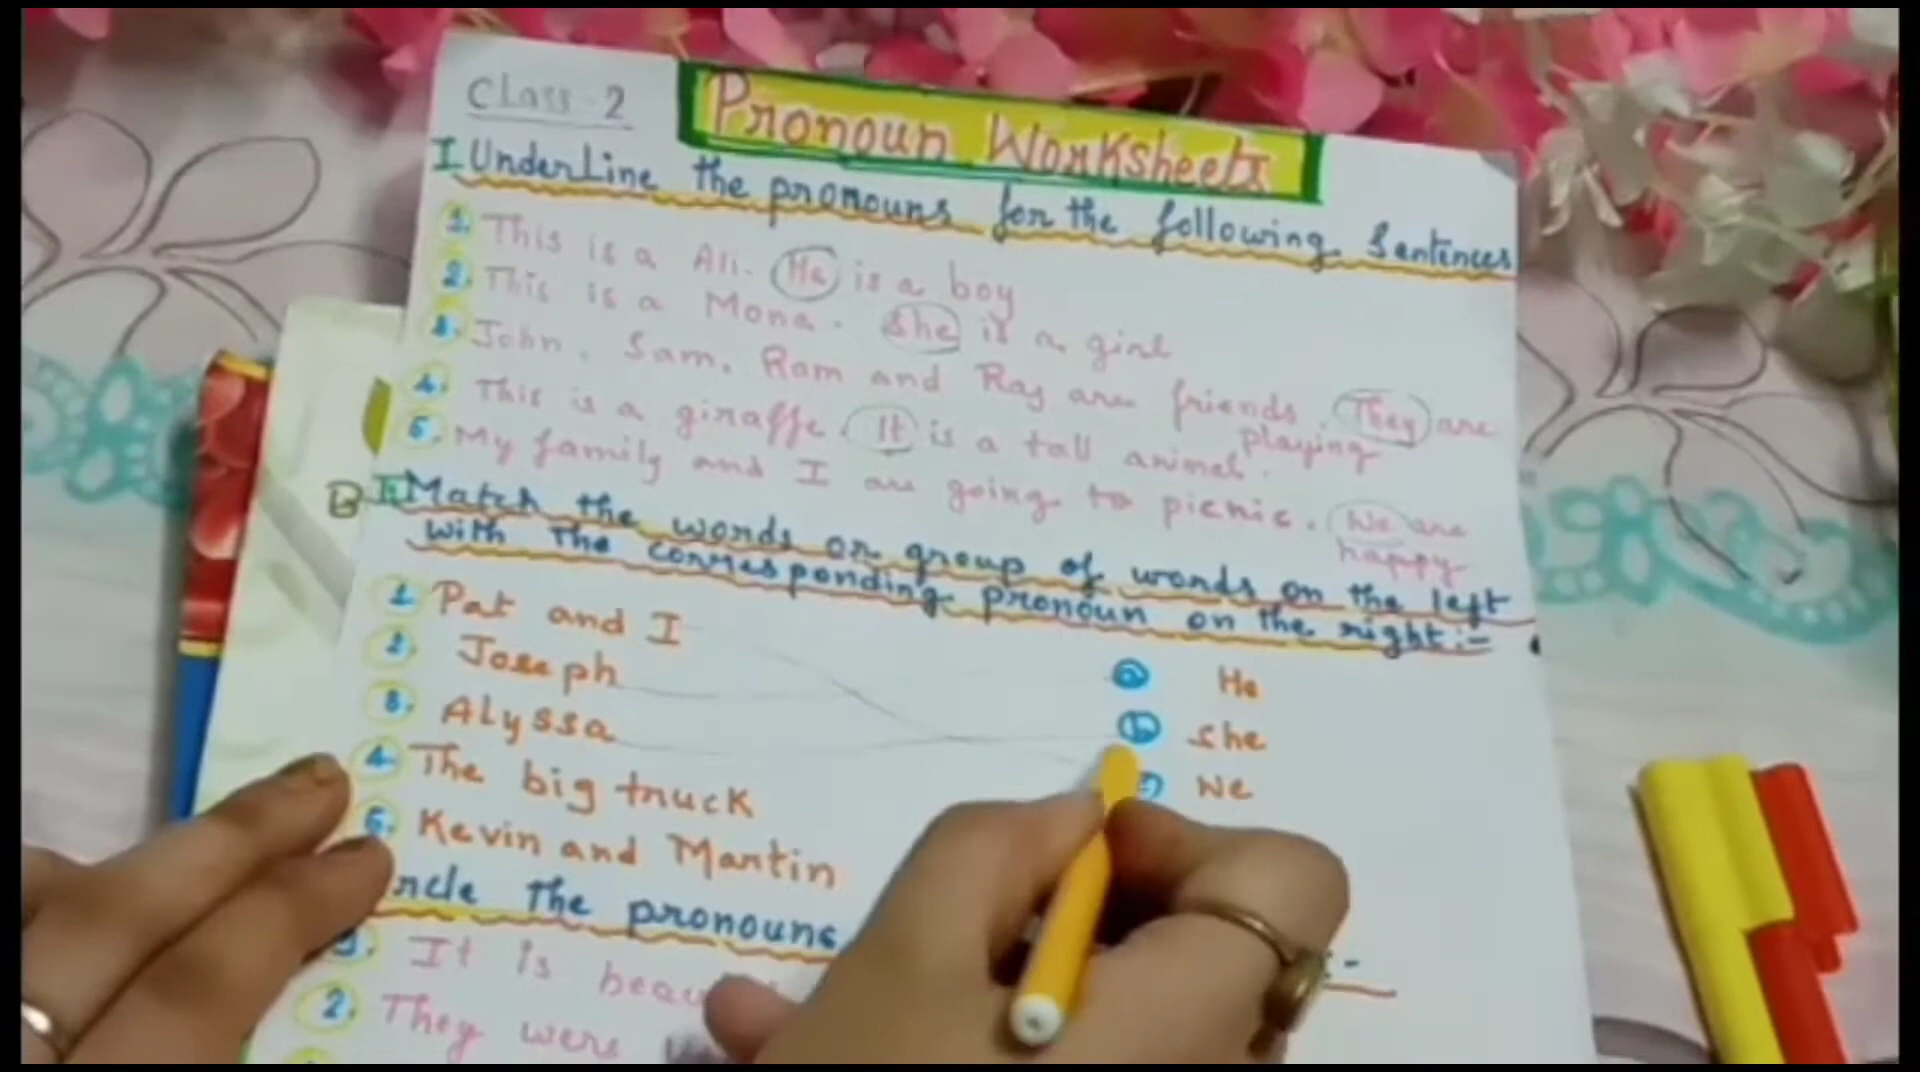 Class-2
Pronoun Worksheets
I UnderLine the pronouns for the following Sentences
1. This is a Ali. He is a boy
2. This is a Mona. She is a girl
3. John, Sam, Ram and Raj are friends. They are
playing
4. This is a giraffe. It is a tall animal.
5. My family and I are going to picnic. We are
happy
B Match the words or group of words on the left
with the corresponding pronoun on the right:-
1. Pat and I
2. Joseph
a He
3. Alyssa
b She
4. The big truck
c We
5. Kevin and Martin
the pronouns
It is
2. They were